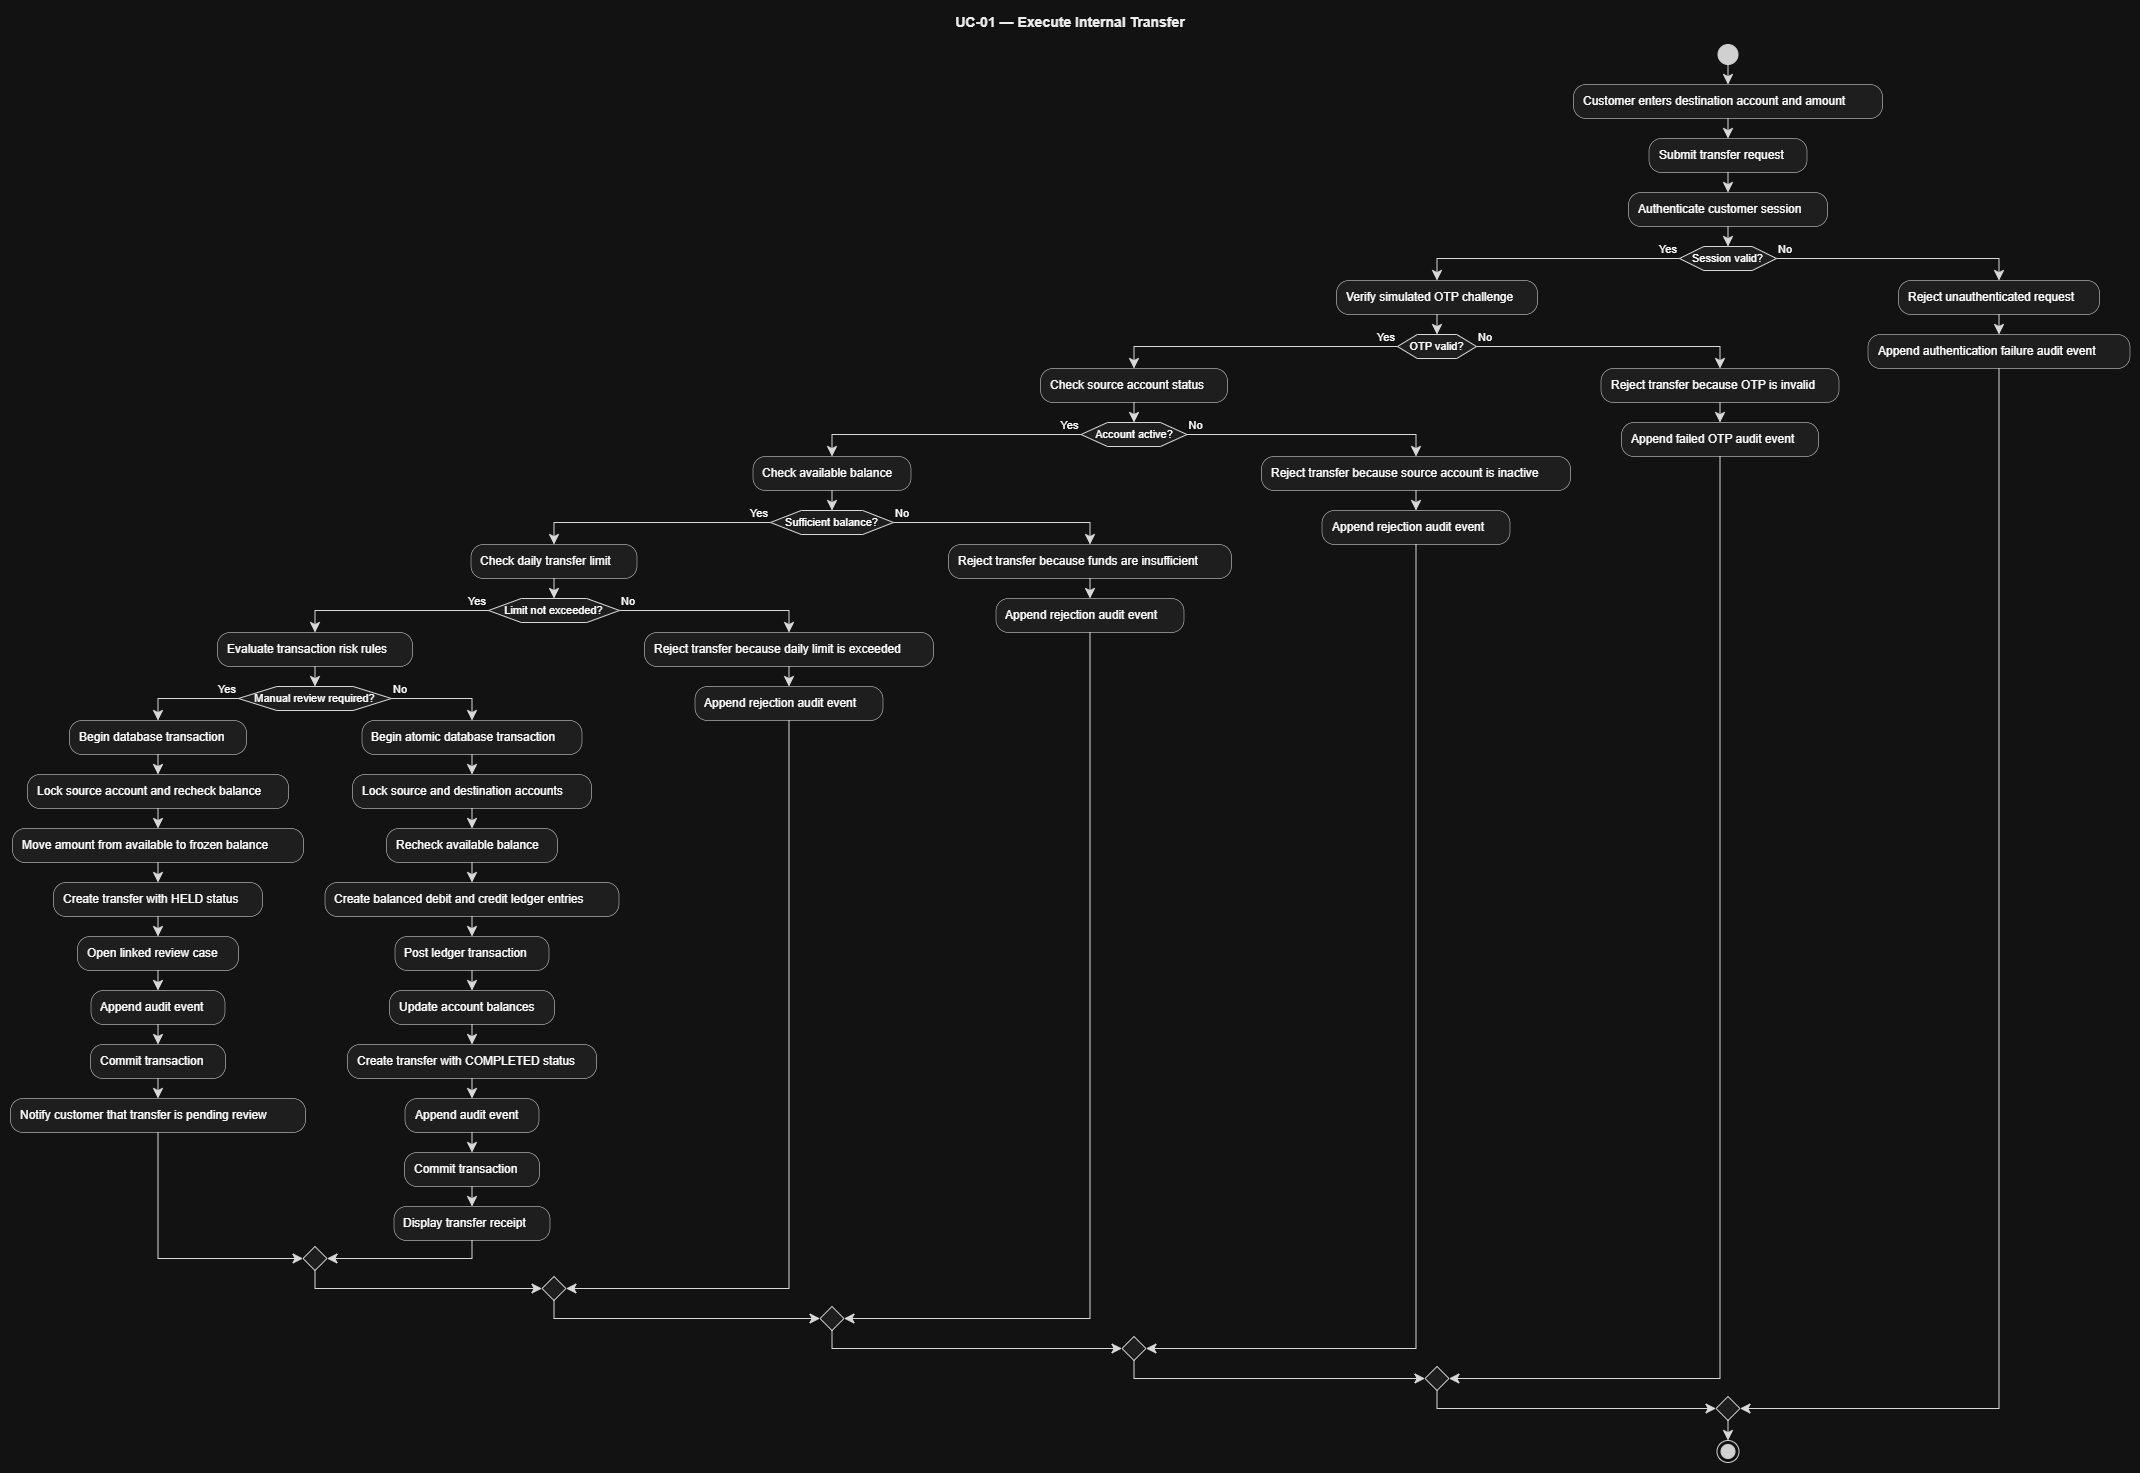 UC-01 — Execute Internal Transfer
Customer enters destination account and amount
Submit transfer request
Authenticate customer session
Yes
Session valid?
No
Verify simulated OTP challenge
Reject unauthenticated request
Yes
OTP valid?
No
Append authentication failure audit event
Check source account status
Reject transfer because OTP is invalid
Yes
Account active?
No
Append failed OTP audit event
Check available balance
Reject transfer because source account is inactive
Yes
Sufficient balance?
No
Append rejection audit event
Check daily transfer limit
Reject transfer because funds are insufficient
Yes
Limit not exceeded?
No
Append rejection audit event
Evaluate transaction risk rules
Reject transfer because daily limit is exceeded
Yes
Manual review required?
No
Append rejection audit event
Begin database transaction
Begin atomic database transaction
Lock source account and recheck balance
Lock source and destination accounts
Move amount from available to frozen balance
Recheck available balance
Create transfer with HELD status
Create balanced debit and credit ledger entries
Open linked review case
Post ledger transaction
Append audit event
Update account balances
Commit transaction
Create transfer with COMPLETED status
Notify customer that transfer is pending review
Append audit event
Commit transaction
Display transfer receipt